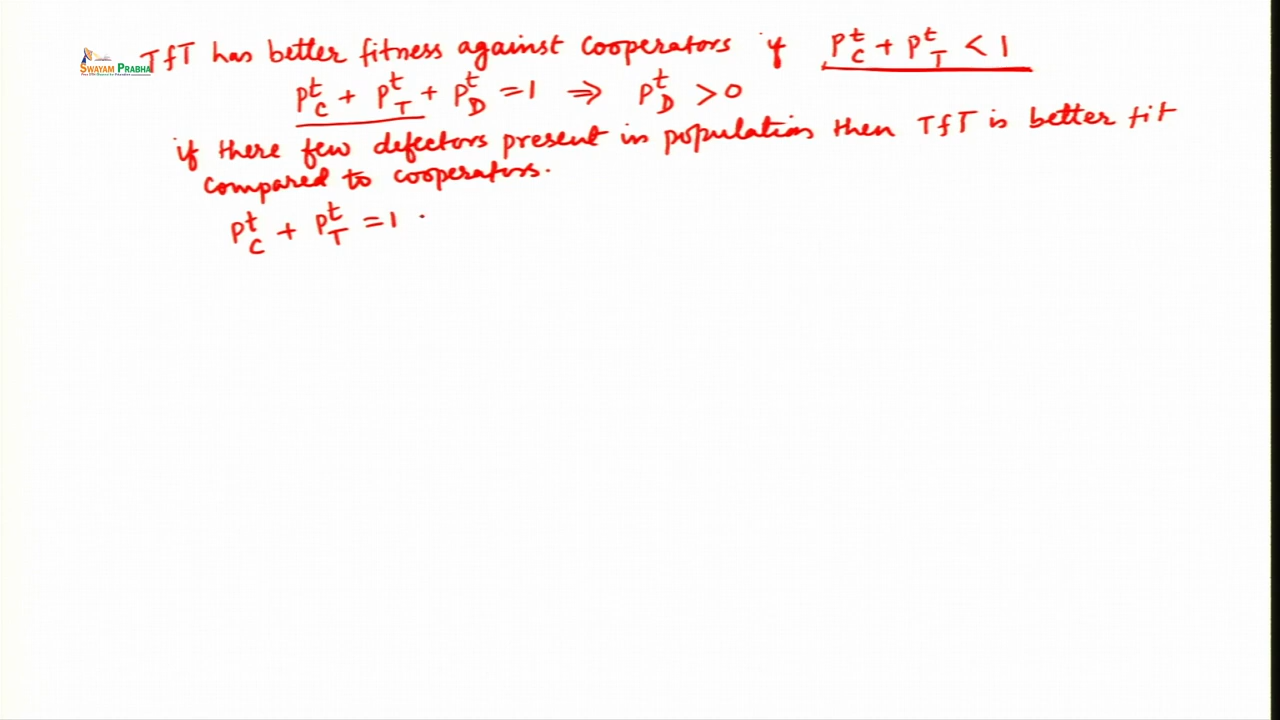 SWAYAM PRABHA
TfT has better fitness against cooperators if P^t_C + P^t_T < 1
P^t_C + P^t_T + P^t_D = 1 ⇒ P^t_D > 0
if there few defectors present in population then TfT is better fit
compared to cooperators.
P^t_C + P^t_T = 1 .